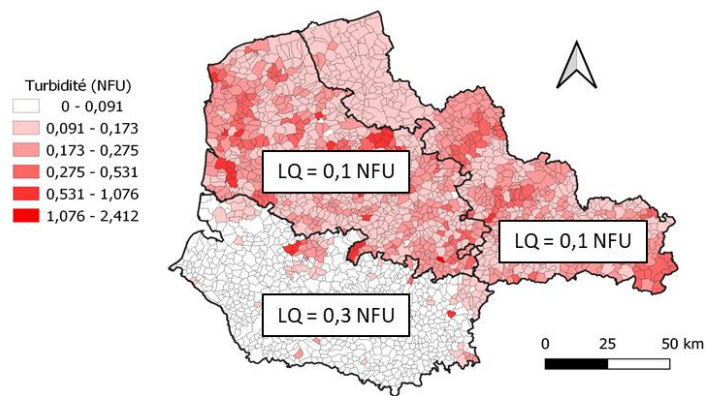 Turbidité (NFU)
0 - 0,091
0,091 - 0,173
0,173 - 0,275
0,275 - 0,531
0,531 - 1,076
1,076 - 2,412
LQ = 0,1 NFU
LQ = 0,1 NFU
LQ = 0,3 NFU
0 25 50 km